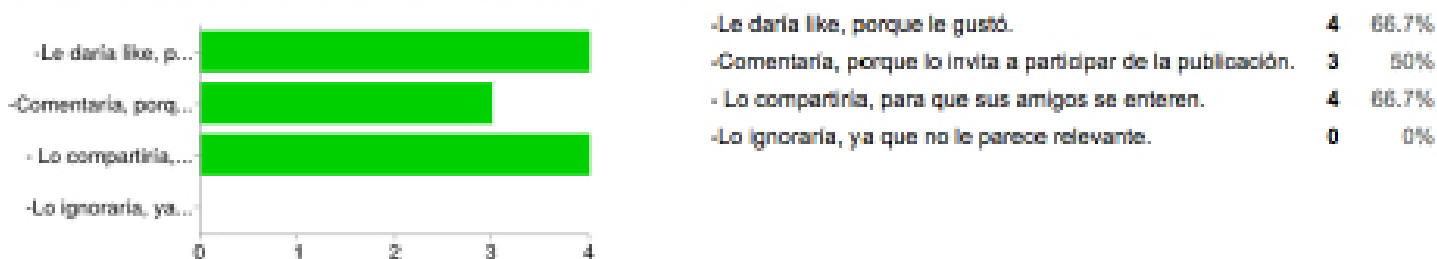 -Le daría like, p...
-Comentaría, porq...
- Lo compartiría,...
-Lo ignoraría, ya...
0 1 2 3 4
-Le daría like, porque le gustó. 4 66.7%
-Comentaría, porque lo invita a participar de la publicación. 3 50%
- Lo compartiría, para que sus amigos se enteren. 4 66.7%
-Lo ignoraría, ya que no le parece relevante. 0 0%